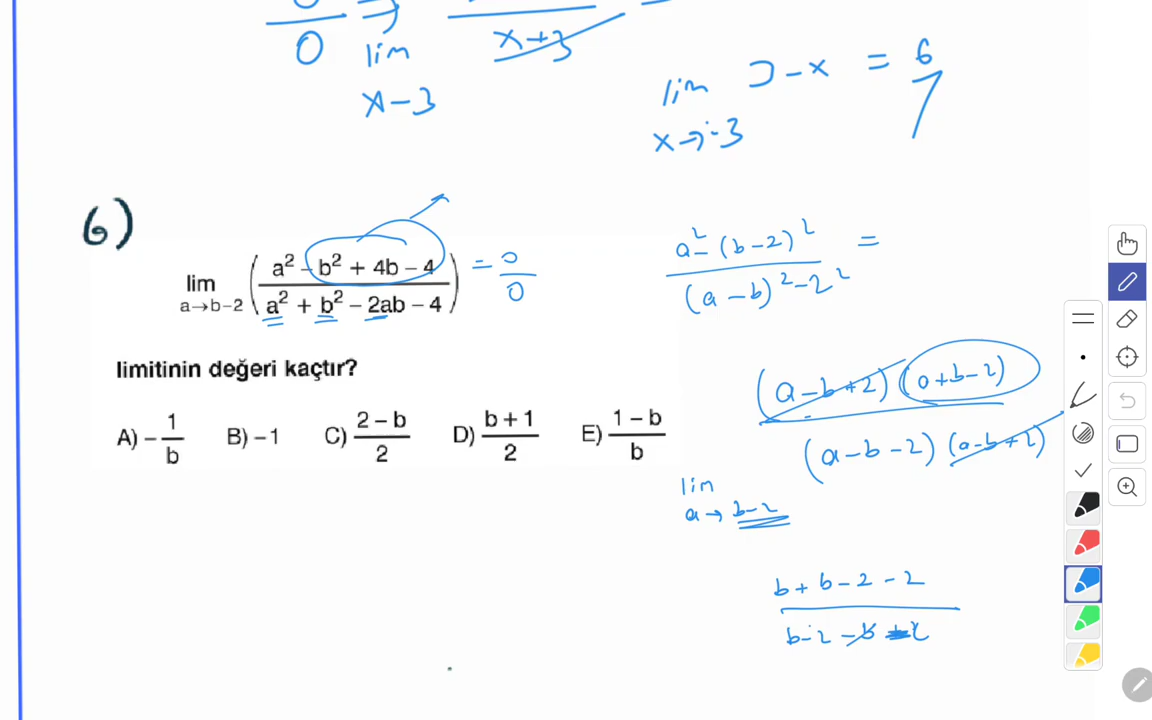 0 ⇒ x+3
0 lim
x-3
lim -x = 6
x→-3
6)
lim (a² - b² + 4b - 4) / (a² + b² - 2ab - 4) = 0/0
a→b-2
a² - (b-2)² =
(a-b)² - 2²
limitinin değeri kaçtır?
(a-b+2) (a+b-2)
(a-b-2) (a-b+2)
A) -1/b B) -1 C) (2-b)/2 D) (b+1)/2 E) (1-b)/b
lim
a→ b-2
b+b-2-2
b-2-b